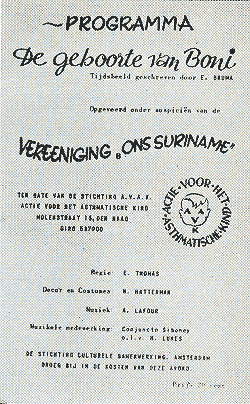 PROGRAMMA
De geboorte van Boni
Tijdsbeeld geschreven door E. BRUMA
Opgevoerd onder auspiciën van de
VEREENIGING „ONS SURINAME"
TEN BATE VAN DE STICHTING A.V.A.K.
ACTIE VOOR HET ASTHMATISCHE KIND
MOLENSTRAAT 15, DEN HAAG
GIRO 537900
ACTIE-VOOR-HET-
ASTHMATISCHE-KIND
A V A K
Regie: E. THOMAS
Decor en Costumes: N. HATTERMAN
Muziek: A. LAFOUR
Muzikale medewerking: Conjuncto Siboney
o.l.v. M. LUNES
DE STICHTING CULTURELE SAMENWERKING, AMSTERDAM
DROEG BIJ IN DE KOSTEN VAN DEZE AVOND.